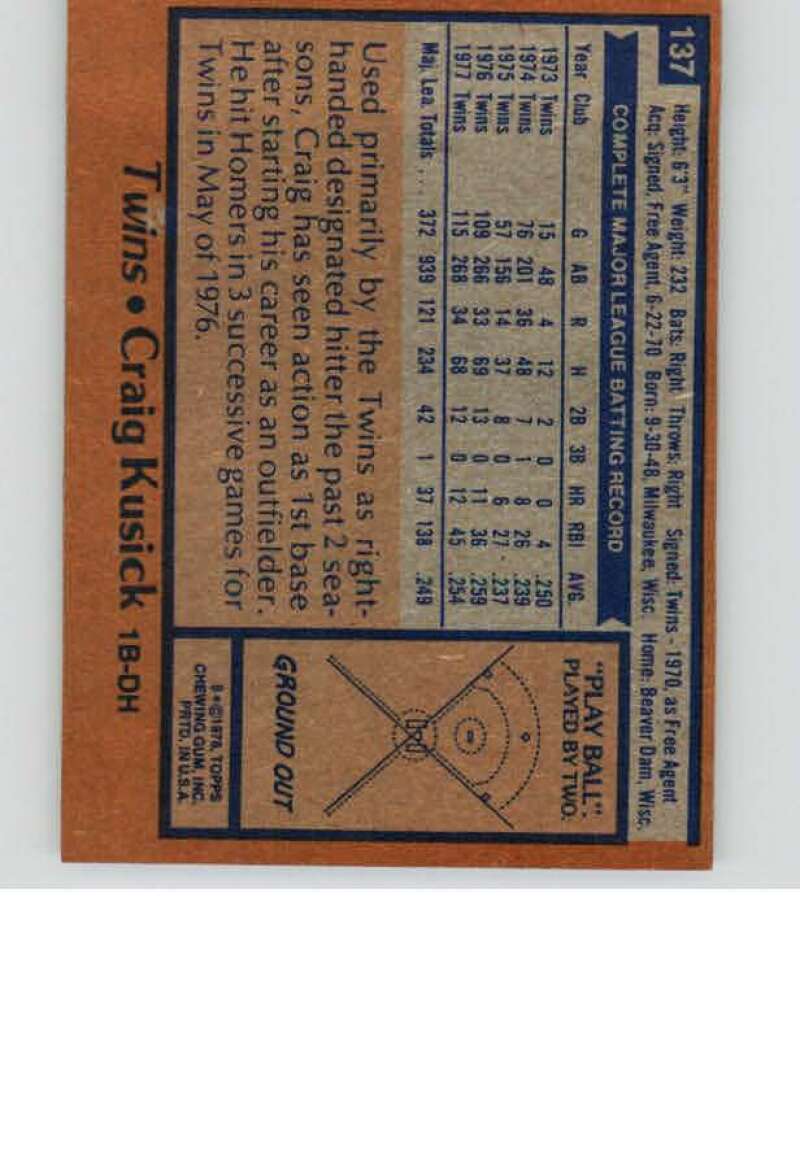 137
Height: 6'3" Weight: 232 Bats: Right Throws: Right Signed: Twins - 1970, as Free Agent
Acq: Signed, Free Agent, 6-22-70 Born: 9-30-48, Milwaukee, Wisc. Home: Beaver Dam, Wisc.
COMPLETE MAJOR LEAGUE BATTING RECORD
Year Club G AB R H 2B 3B HR RBI AVG.
1973 Twins 15 48 4 12 2 0 0 4 .250
1974 Twins 76 201 36 48 7 1 8 26 .239
1975 Twins 57 156 14 37 8 0 6 27 .237
1976 Twins 109 266 33 69 13 0 11 36 .259
1977 Twins 115 268 34 68 12 0 12 45 .254
Maj. Lea. Totals ... 372 939 121 234 42 1 37 138 .249
Used primarily by the Twins as right-
handed designated hitter the past 2 sea-
sons, Craig has seen action as 1st base
after starting his career as an outfielder.
He hit Homers in 3 successive games for
Twins in May of 1976.
"PLAY BALL".
PLAYED BY TWO.
GROUND OUT
©1978, TOPPS
CHEWING GUM, INC.
PRTD. IN U.S.A.
Twins • Craig Kusick 1B-DH